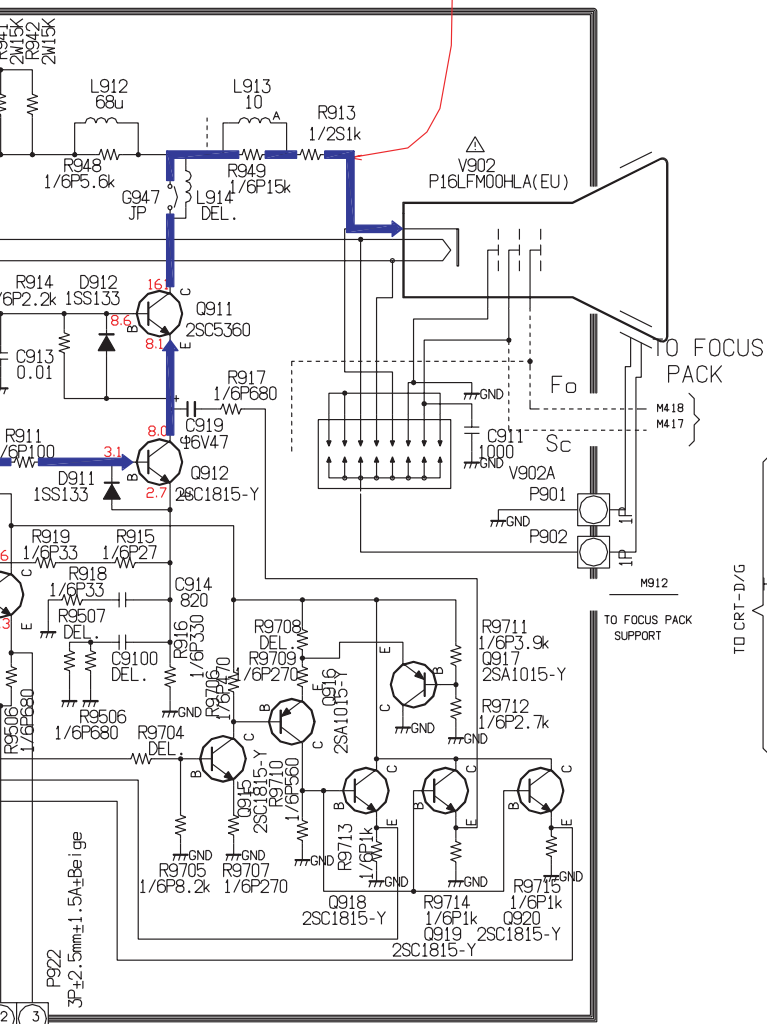 R941
2W15K
R942
2W15K
L912
68u
L913
10
A
R913
1/2S1k
R948
1/6P5.6k
R949
1/6P15k
G947
JP
L914
DEL.
V902
P16LFM00HLA(EU)
R914
/6P2.2k
D912
1SS133
161
C
Q911
2SC5360
8.6
B
8.1
E
C913
0.01
R917
1/6P680
C919
16V47
8.0
R911
/6P100
3.1
B
Q912
2SC1815-Y
D911
1SS133
2.7
E
GND
Fo
Sc
C911
1000
GND
V902A
TO FOCUS
PACK
M418
M417
P901
GND
1P
P902
1P
M912
TO FOCUS PACK
SUPPORT
TO CRT-D/G
R919
1/6P33
R915
1/6P27
6
C
R918
1/6P33
C914
820
.3
E
R9507
DEL.
C9100
DEL.
R916
1/6P330
GND
R9506
1/6P680
R9506
1/6P680
R9708
DEL.
R9709
1/6P270
R9706
1/6P470
E
Q916
2SA1015-Y
B
C
E
B
C
GND
R9711
1/6P3.9k
Q917
2SA1015-Y
R9712
1/6P2.7k
GND
R9704
DEL.
B
C
E
Q915
2SC1815-Y
R9710
1/6P560
GND
R9705
1/6P8.2k
GND
R9707
1/6P270
GND
B
C
E
R9713
1/6P1k
GND
Q918
2SC1815-Y
B
C
E
R9714
1/6P1k
Q919
2SC1815-Y
B
C
E
GND
R9715
1/6P1k
Q920
2SC1815-Y
P922
3P±2.5mm±1.5A±Beige
2
3